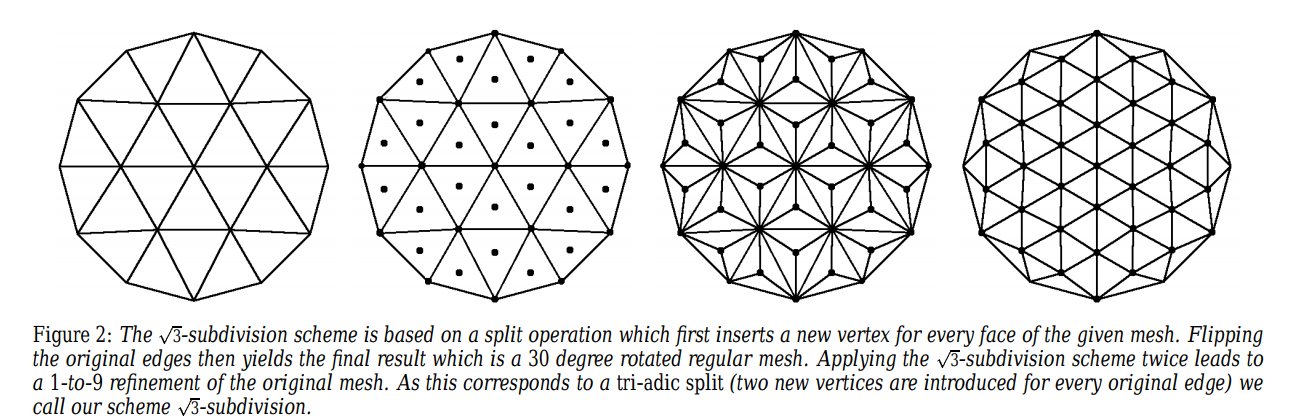 Figure 2: The √3-subdivision scheme is based on a split operation which first inserts a new vertex for every face of the given mesh. Flipping
the original edges then yields the final result which is a 30 degree rotated regular mesh. Applying the √3-subdivision scheme twice leads to
a 1-to-9 refinement of the original mesh. As this corresponds to a tri-adic split (two new vertices are introduced for every original edge) we
call our scheme √3-subdivision.